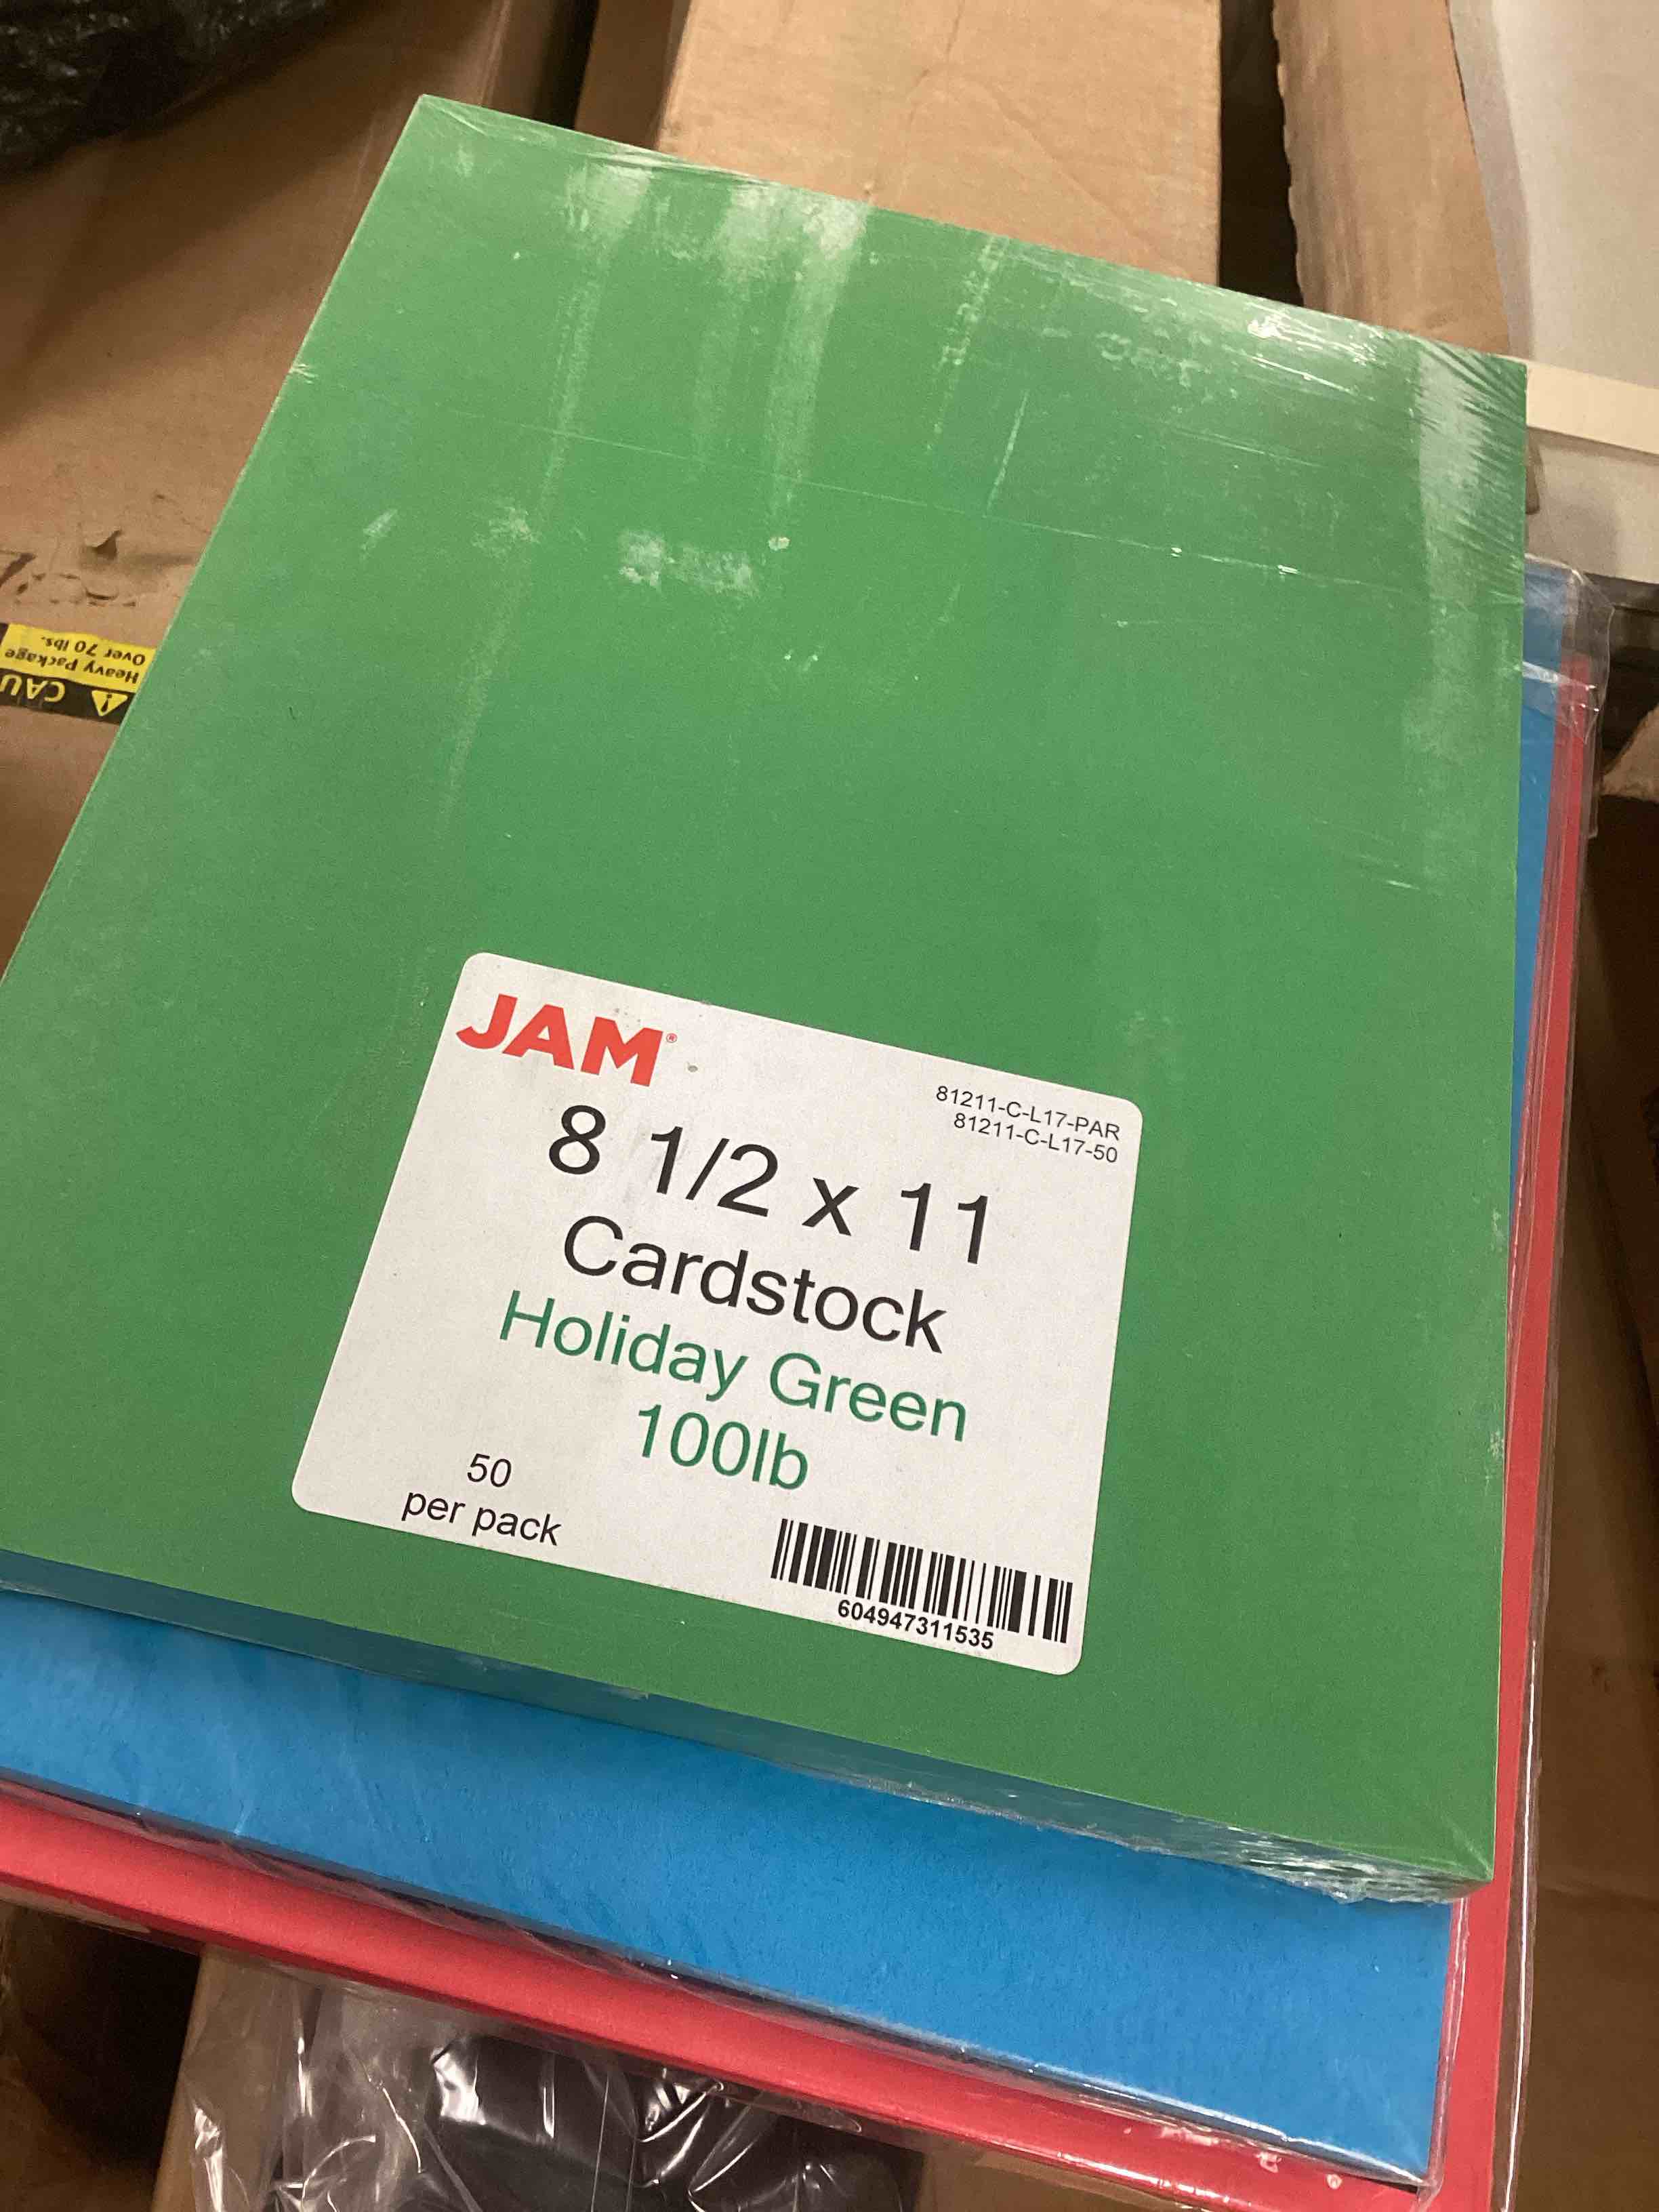 JAM®
81211-C-L17-PAR
81211-C-L17-50
8 1/2 x 11
Cardstock
Holiday Green
100lb
50
per pack
604947311535
CAU
Heavy Package
Over 70 lbs.